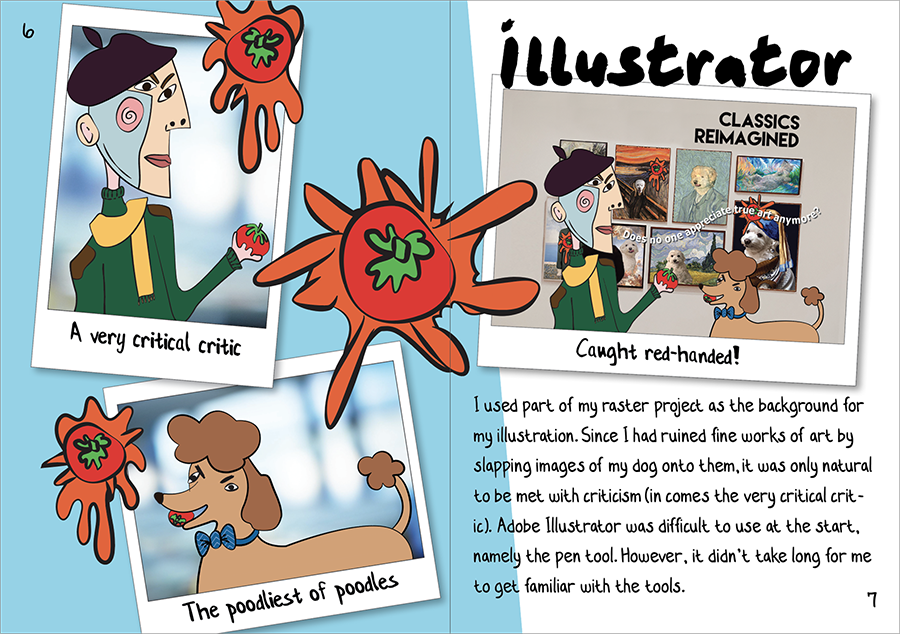 6
A very critical critic
The poodliest of poodles
illustrator
CLASSICS
REIMAGINED
Does no one appreciate true art anymore?
Caught red-handed!
I used part of my raster project as the background for
my illustration. Since I had ruined fine works of art by
slapping images of my dog onto them, it was only natural
to be met with criticism (in comes the very critical crit-
ic). Adobe Illustrator was difficult to use at the start,
namely the pen tool. However, it didn't take long for me
to get familiar with the tools.
7